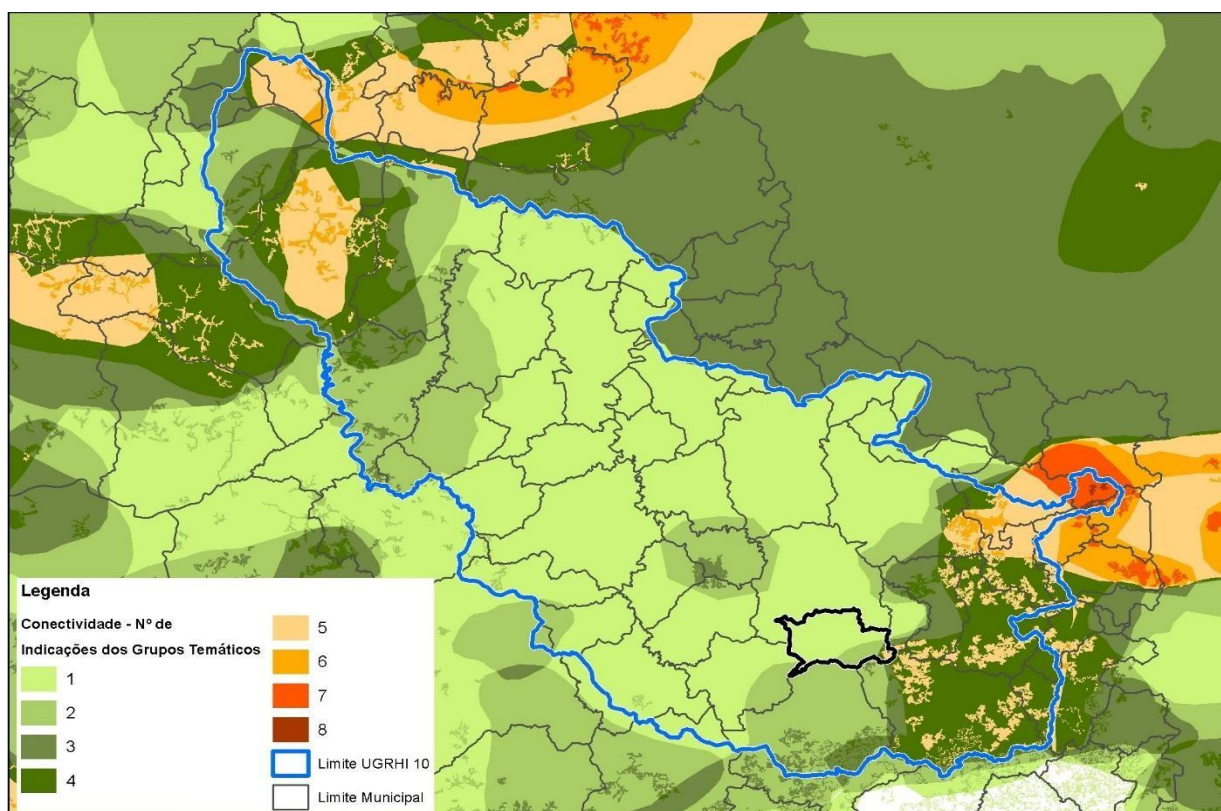 Legenda
Conectividade - Nº de
Indicações dos Grupos Temáticos
1
2
3
4
5
6
7
8
Limite UGRHI 10
Limite Municipal